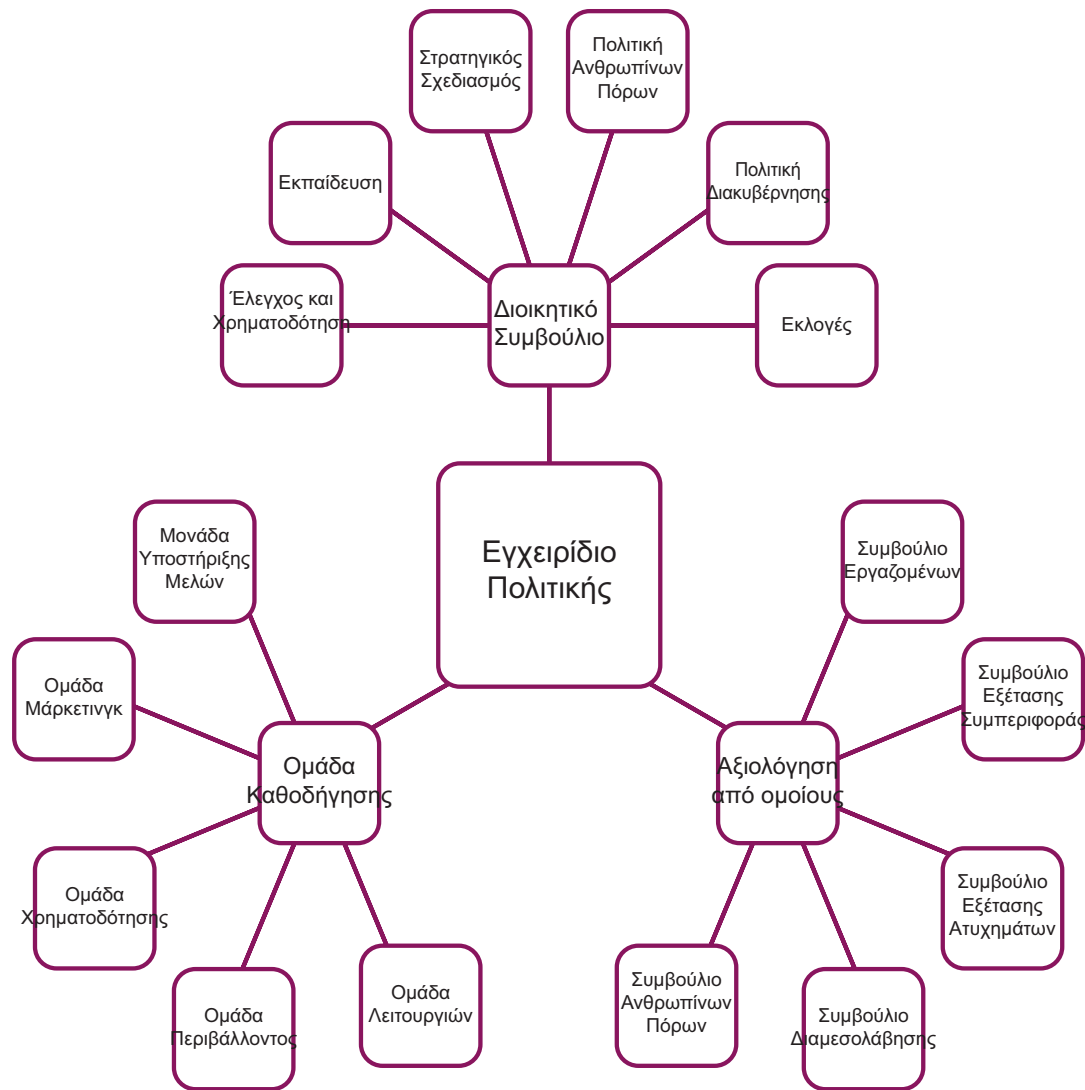 Στρατηγικός
Σχεδιασμός
Πολιτική
Ανθρωπίνων
Πόρων
Εκπαίδευση
Πολιτική
Διακυβέρνησης
Έλεγχος και
Χρηματοδότηση
Διοικητικό
Συμβούλιο
Εκλογές
Εγχειρίδιο
Πολιτικής
Μονάδα
Υποστήριξης
Μελών
Συμβούλιο
Εργαζομένων
Ομάδα
Μάρκετινγκ
Συμβούλιο
Εξέτασης
Συμπεριφοράς
Ομάδα
Καθοδήγησης
Αξιολόγηση
από ομοίους
Ομάδα
Χρηματοδότησης
Συμβούλιο
Εξέτασης
Ατυχημάτων
Ομάδα
Περιβάλλοντος
Ομάδα
Λειτουργιών
Συμβούλιο
Ανθρωπίνων
Πόρων
Συμβούλιο
Διαμεσολάβησης